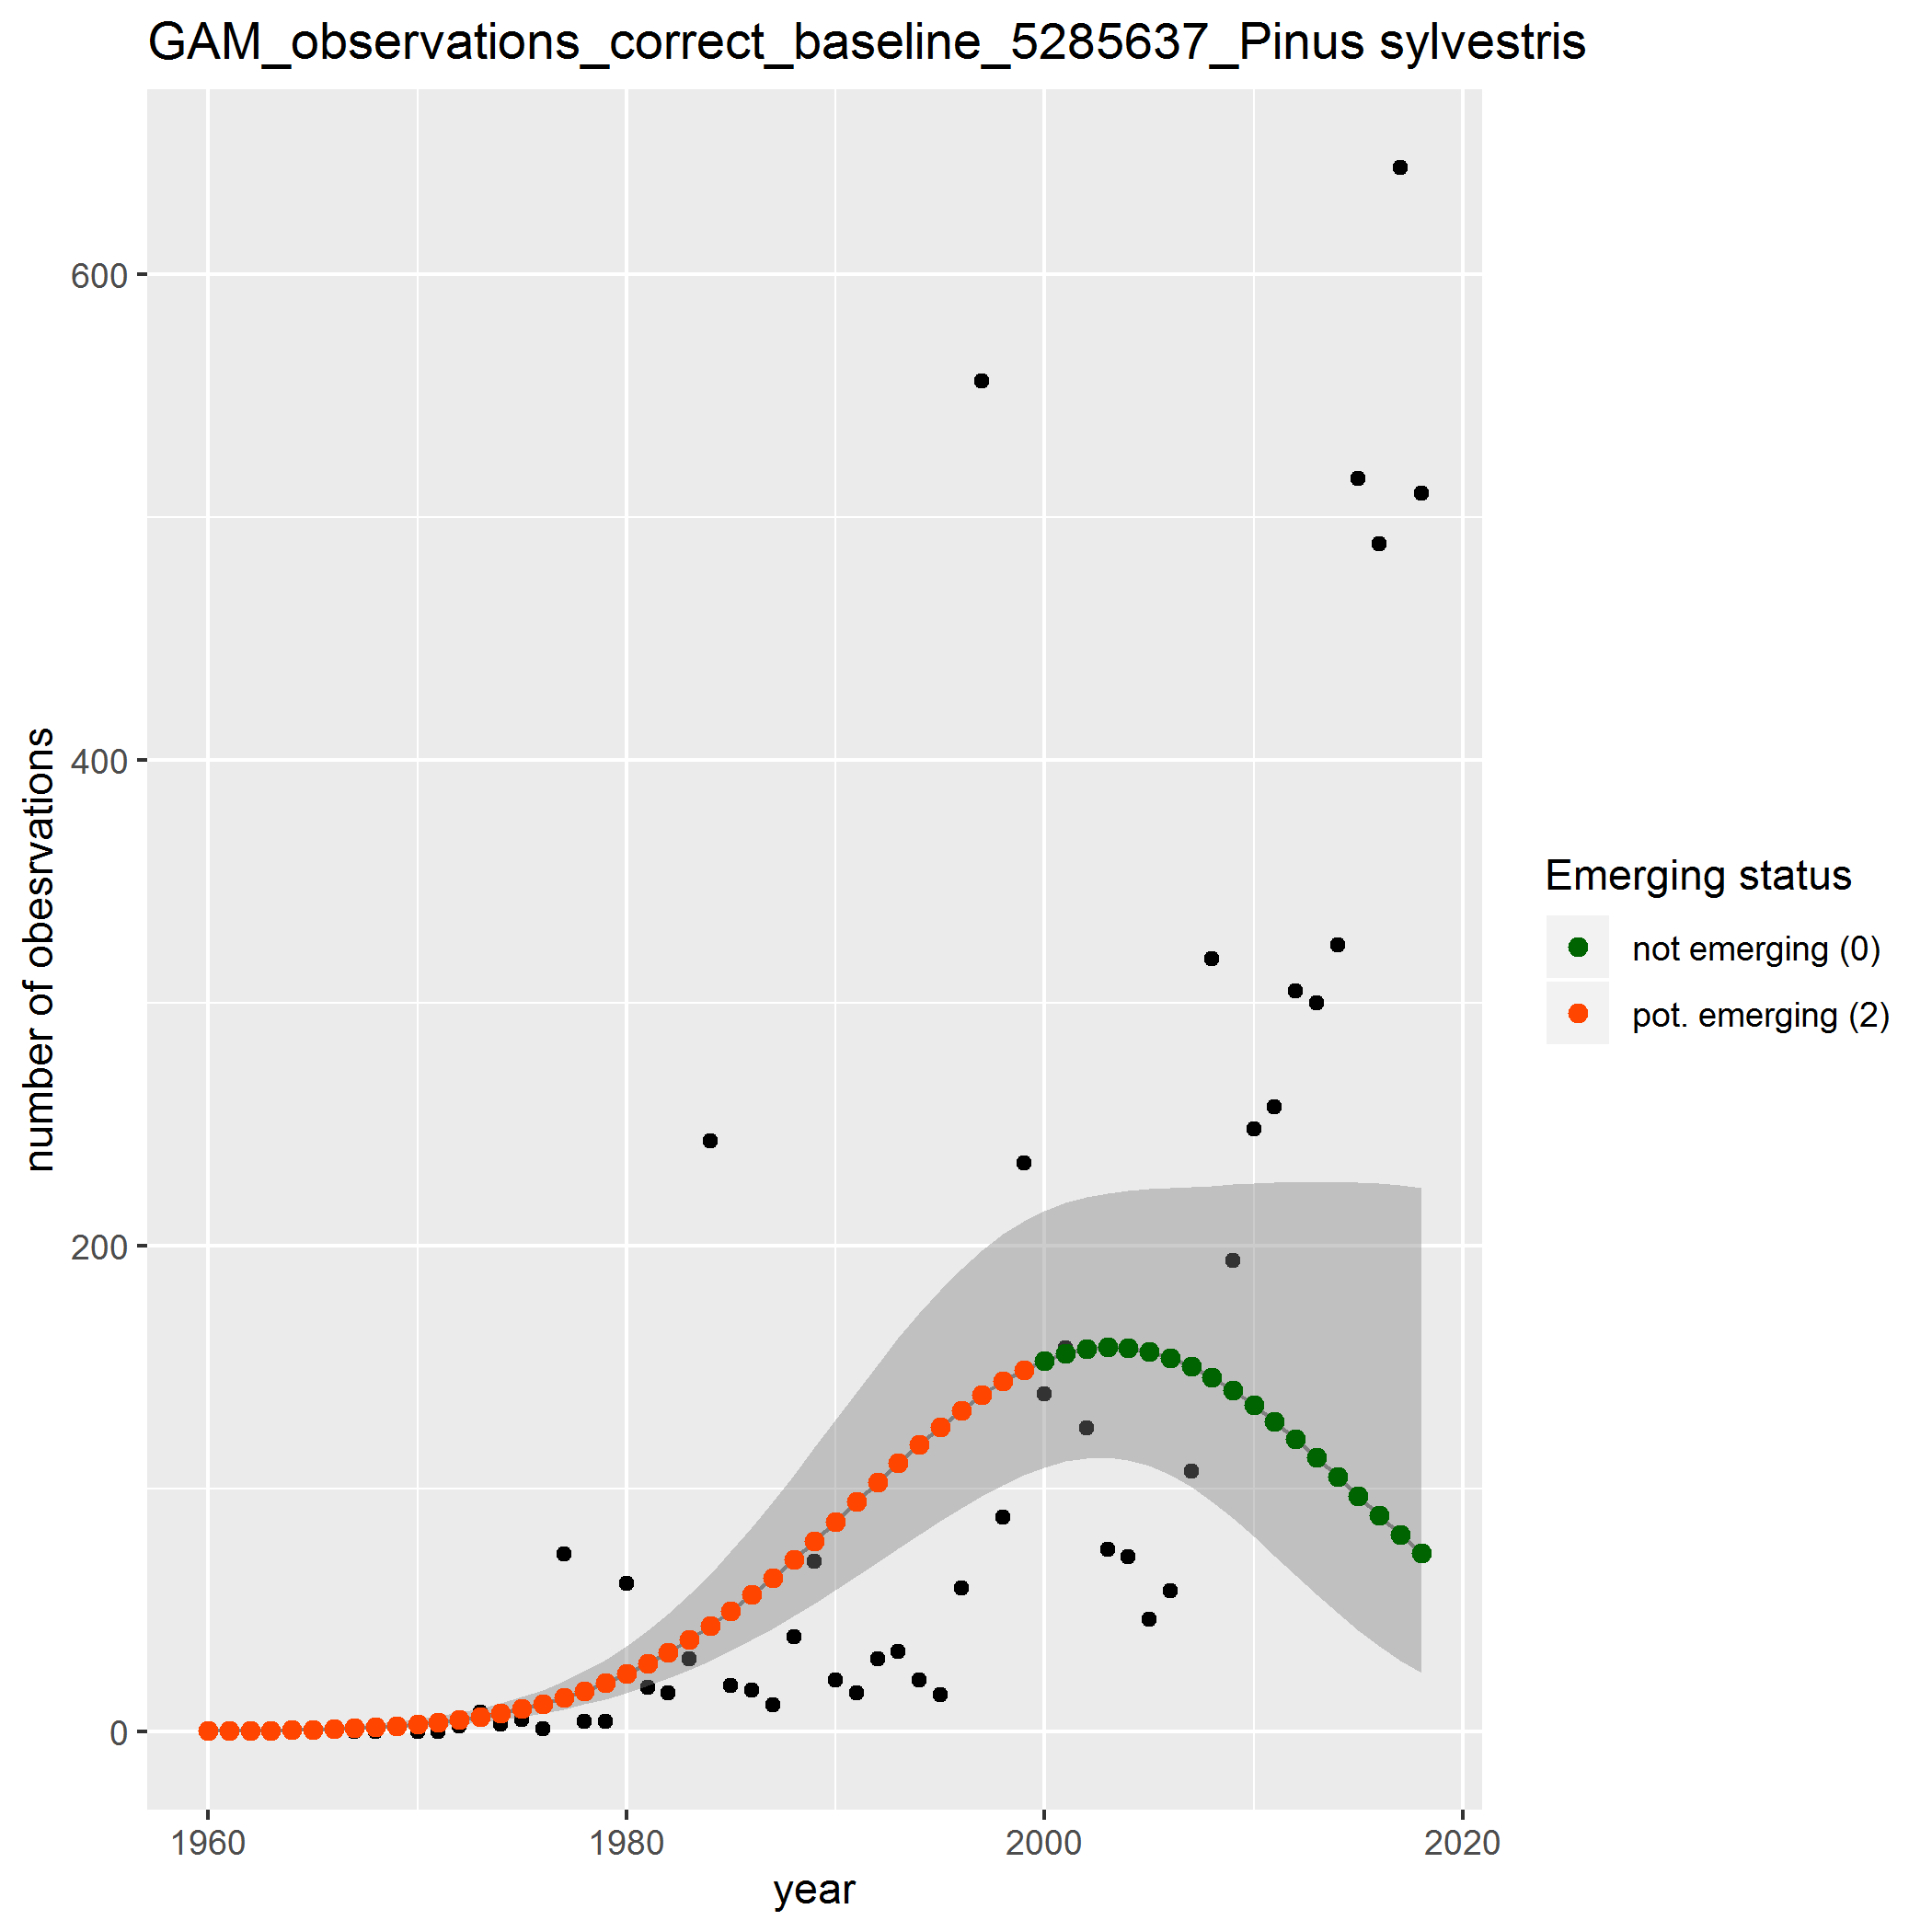 GAM_observations_correct_baseline_5285637_Pinus sylvestris
number of obesrvations
600
400
200
0
1960 1980 2000 2020
year
Emerging status
not emerging (0)
pot. emerging (2)